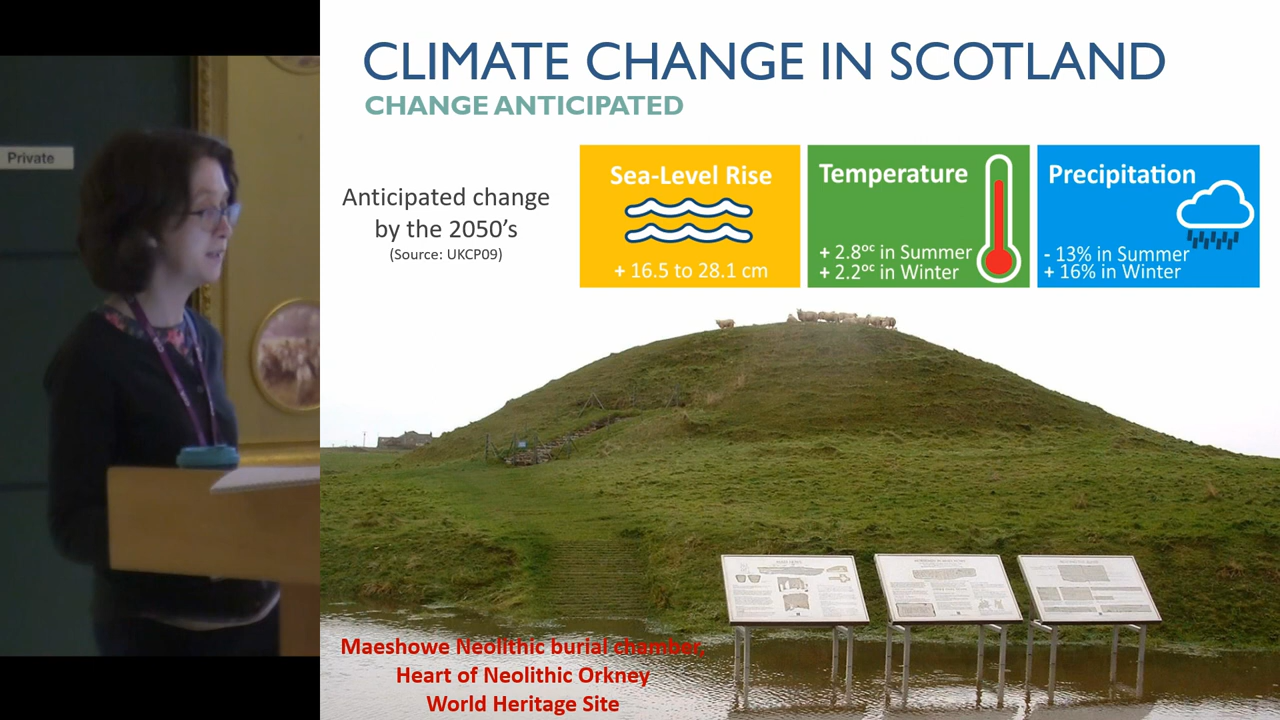 Private
CLIMATE CHANGE IN SCOTLAND
CHANGE ANTICIPATED
Anticipated change
by the 2050's
(Source: UKCP09)
Sea-Level Rise
+ 16.5 to 28.1 cm
Temperature
+ 2.8ºc in Summer
+ 2.2ºc in Winter
Precipitation
- 13% in Summer
+ 16% in Winter
Maeshowe Neolithic burial chamber,
Heart of Neolithic Orkney
World Heritage Site